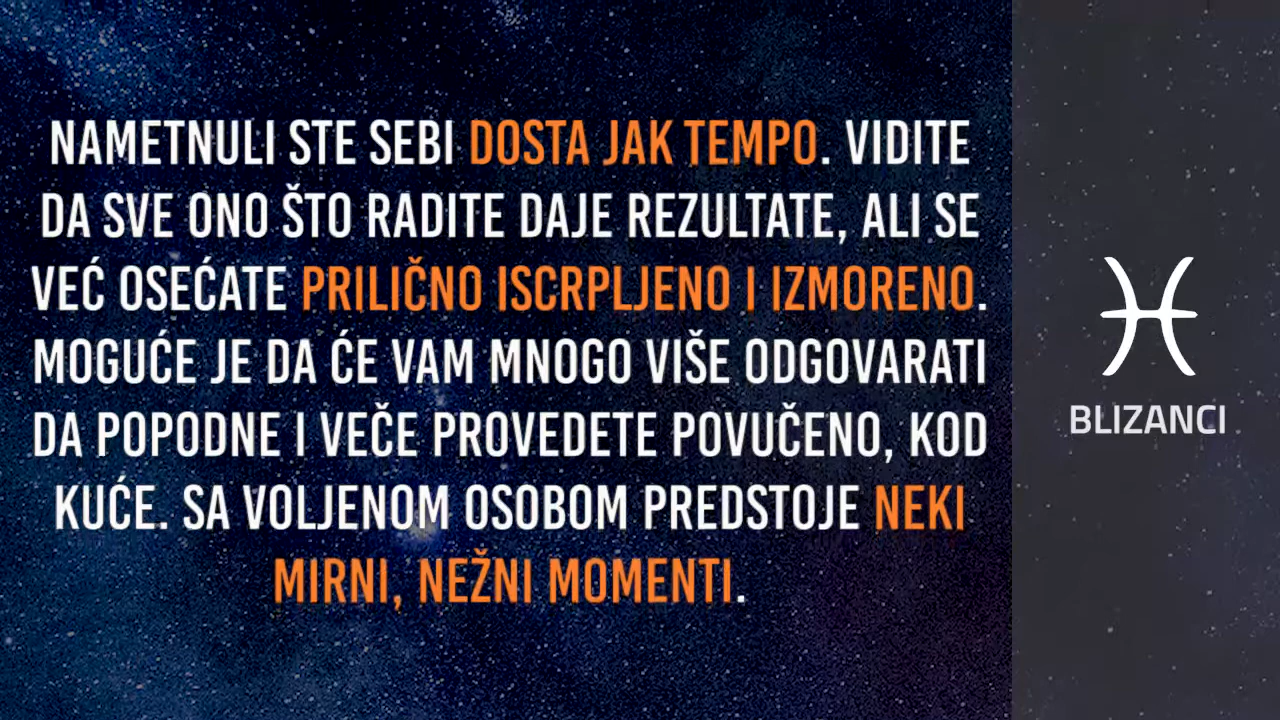 NAMETNULI STE SEBI DOSTA JAK TEMPO. VIDITE
DA SVE ONO ŠTO RADITE DAJE REZULTATE, ALI SE
VEĆ OSEĆATE PRILIČNO ISCRPLJENO I IZMORENO.
MOGUĆE JE DA ĆE VAM MNOGO VIŠE ODGOVARATI
DA POPODNE I VEČE PROVEDETE POVUČENO, KOD
KUĆE. SA VOLJENOM OSOBOM PREDSTOJE NEKI
MIRNI, NEŽNI MOMENTI.
BLIZANCI